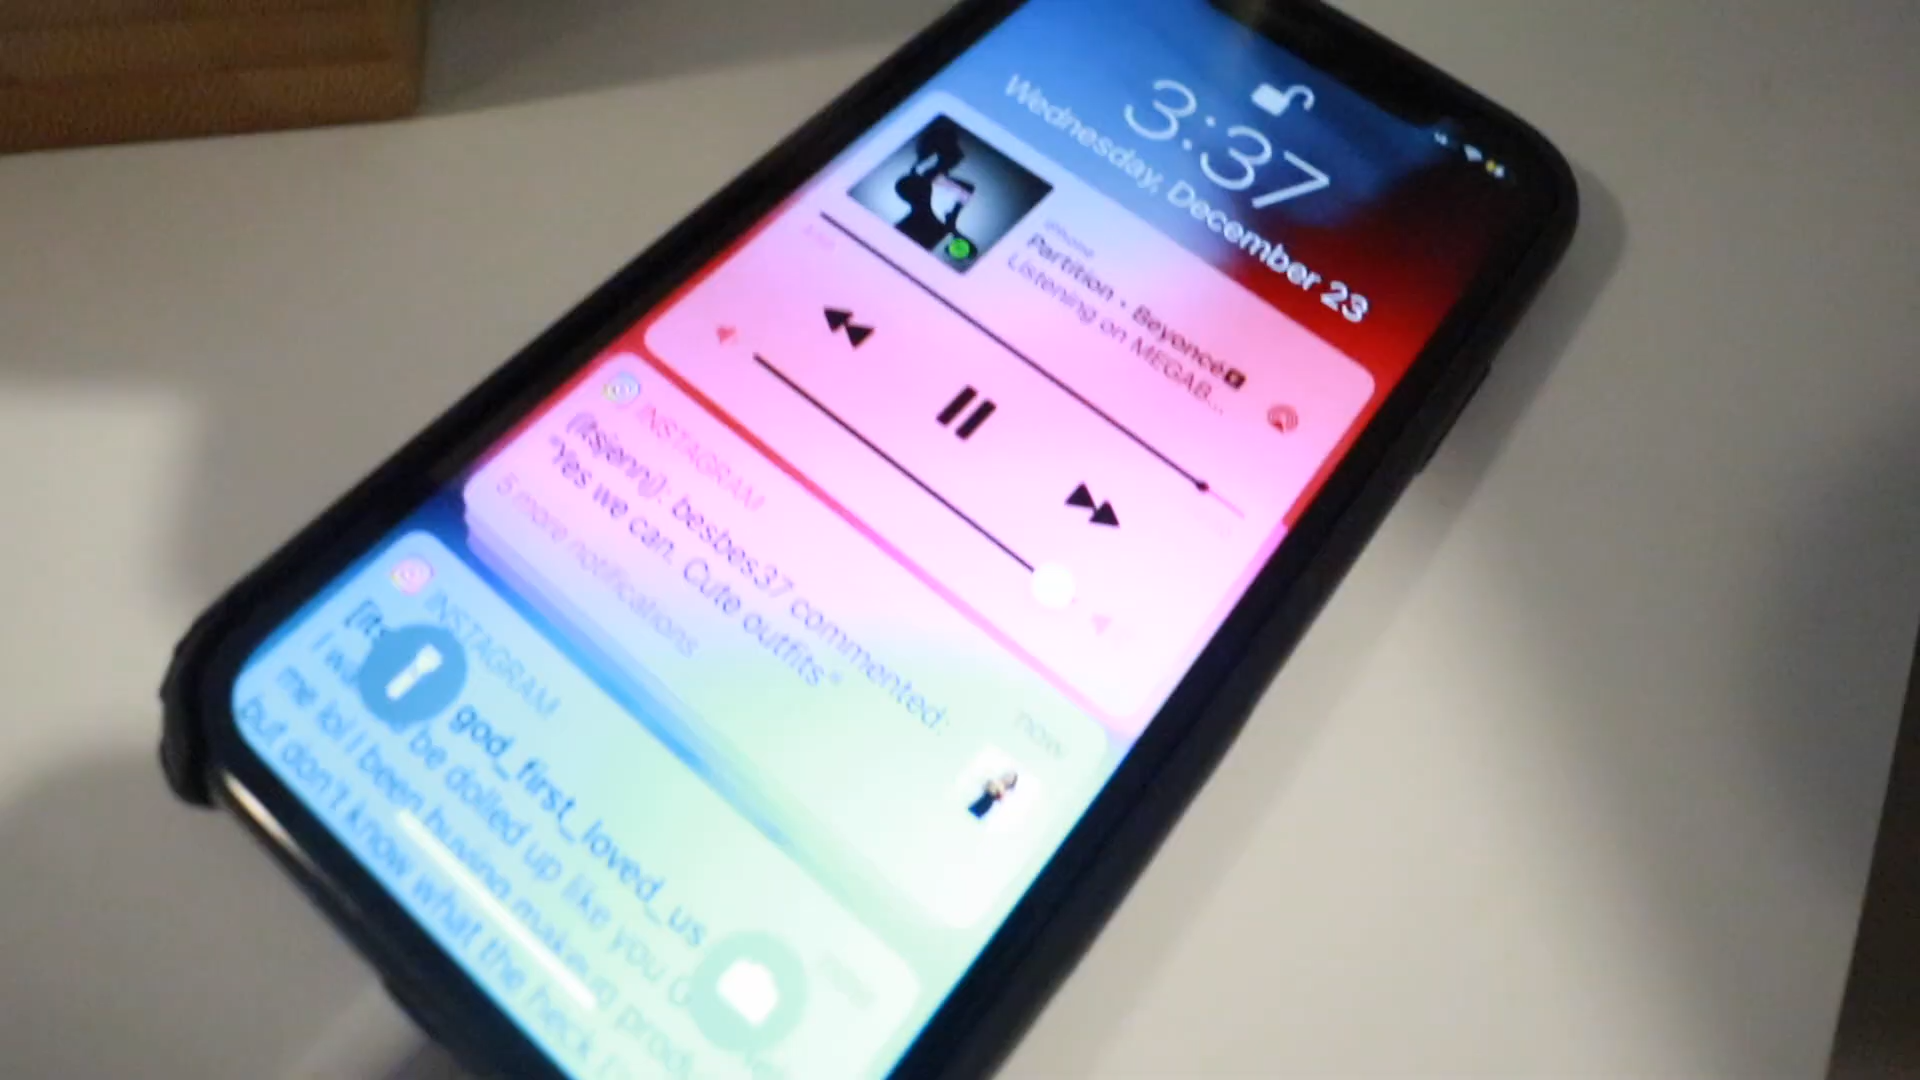 3:37
Wednesday, December 23
iPhone
Partition • Beyoncé E
Listening on MEGAB...
INSTAGRAM
now
(itsjenn): besbes37 commented:
"Yes we can. Cute outfits"
5 more notifications
INSTAGRAM
god_first_loved_us
be dolled up like you
me lol I been buying makeup
but don't know what the heck